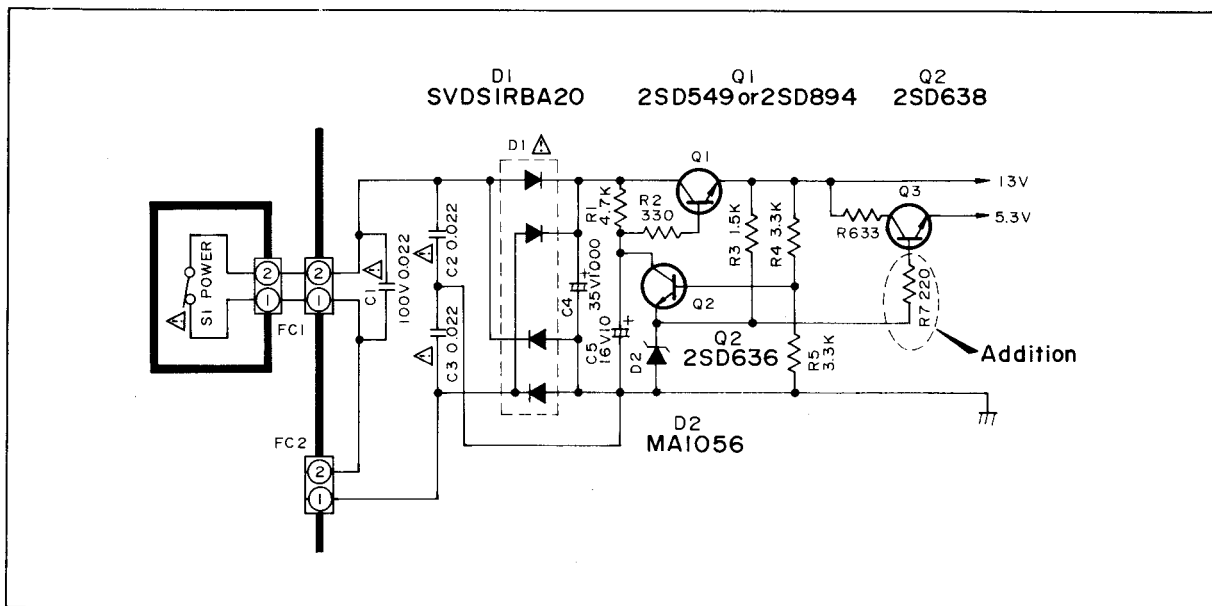 D1
SVDS1RBA20
Q1
2SD549 or 2SD894
Q2
2SD638
D1
Q1
Q3
13V
5.3V
R1
4.7K
R2
330
R3 1.5K
R4 3.3K
R633
C2 0.022
C1
100V 0.022
S1 POWER
2
1
2
1
FC1
C4
35V1000
Q2
R7 220
Addition
C3 0.022
C5
16V10
D2
Q2
2SD636
R5
3.3K
FC2
2
1
D2
MA1056